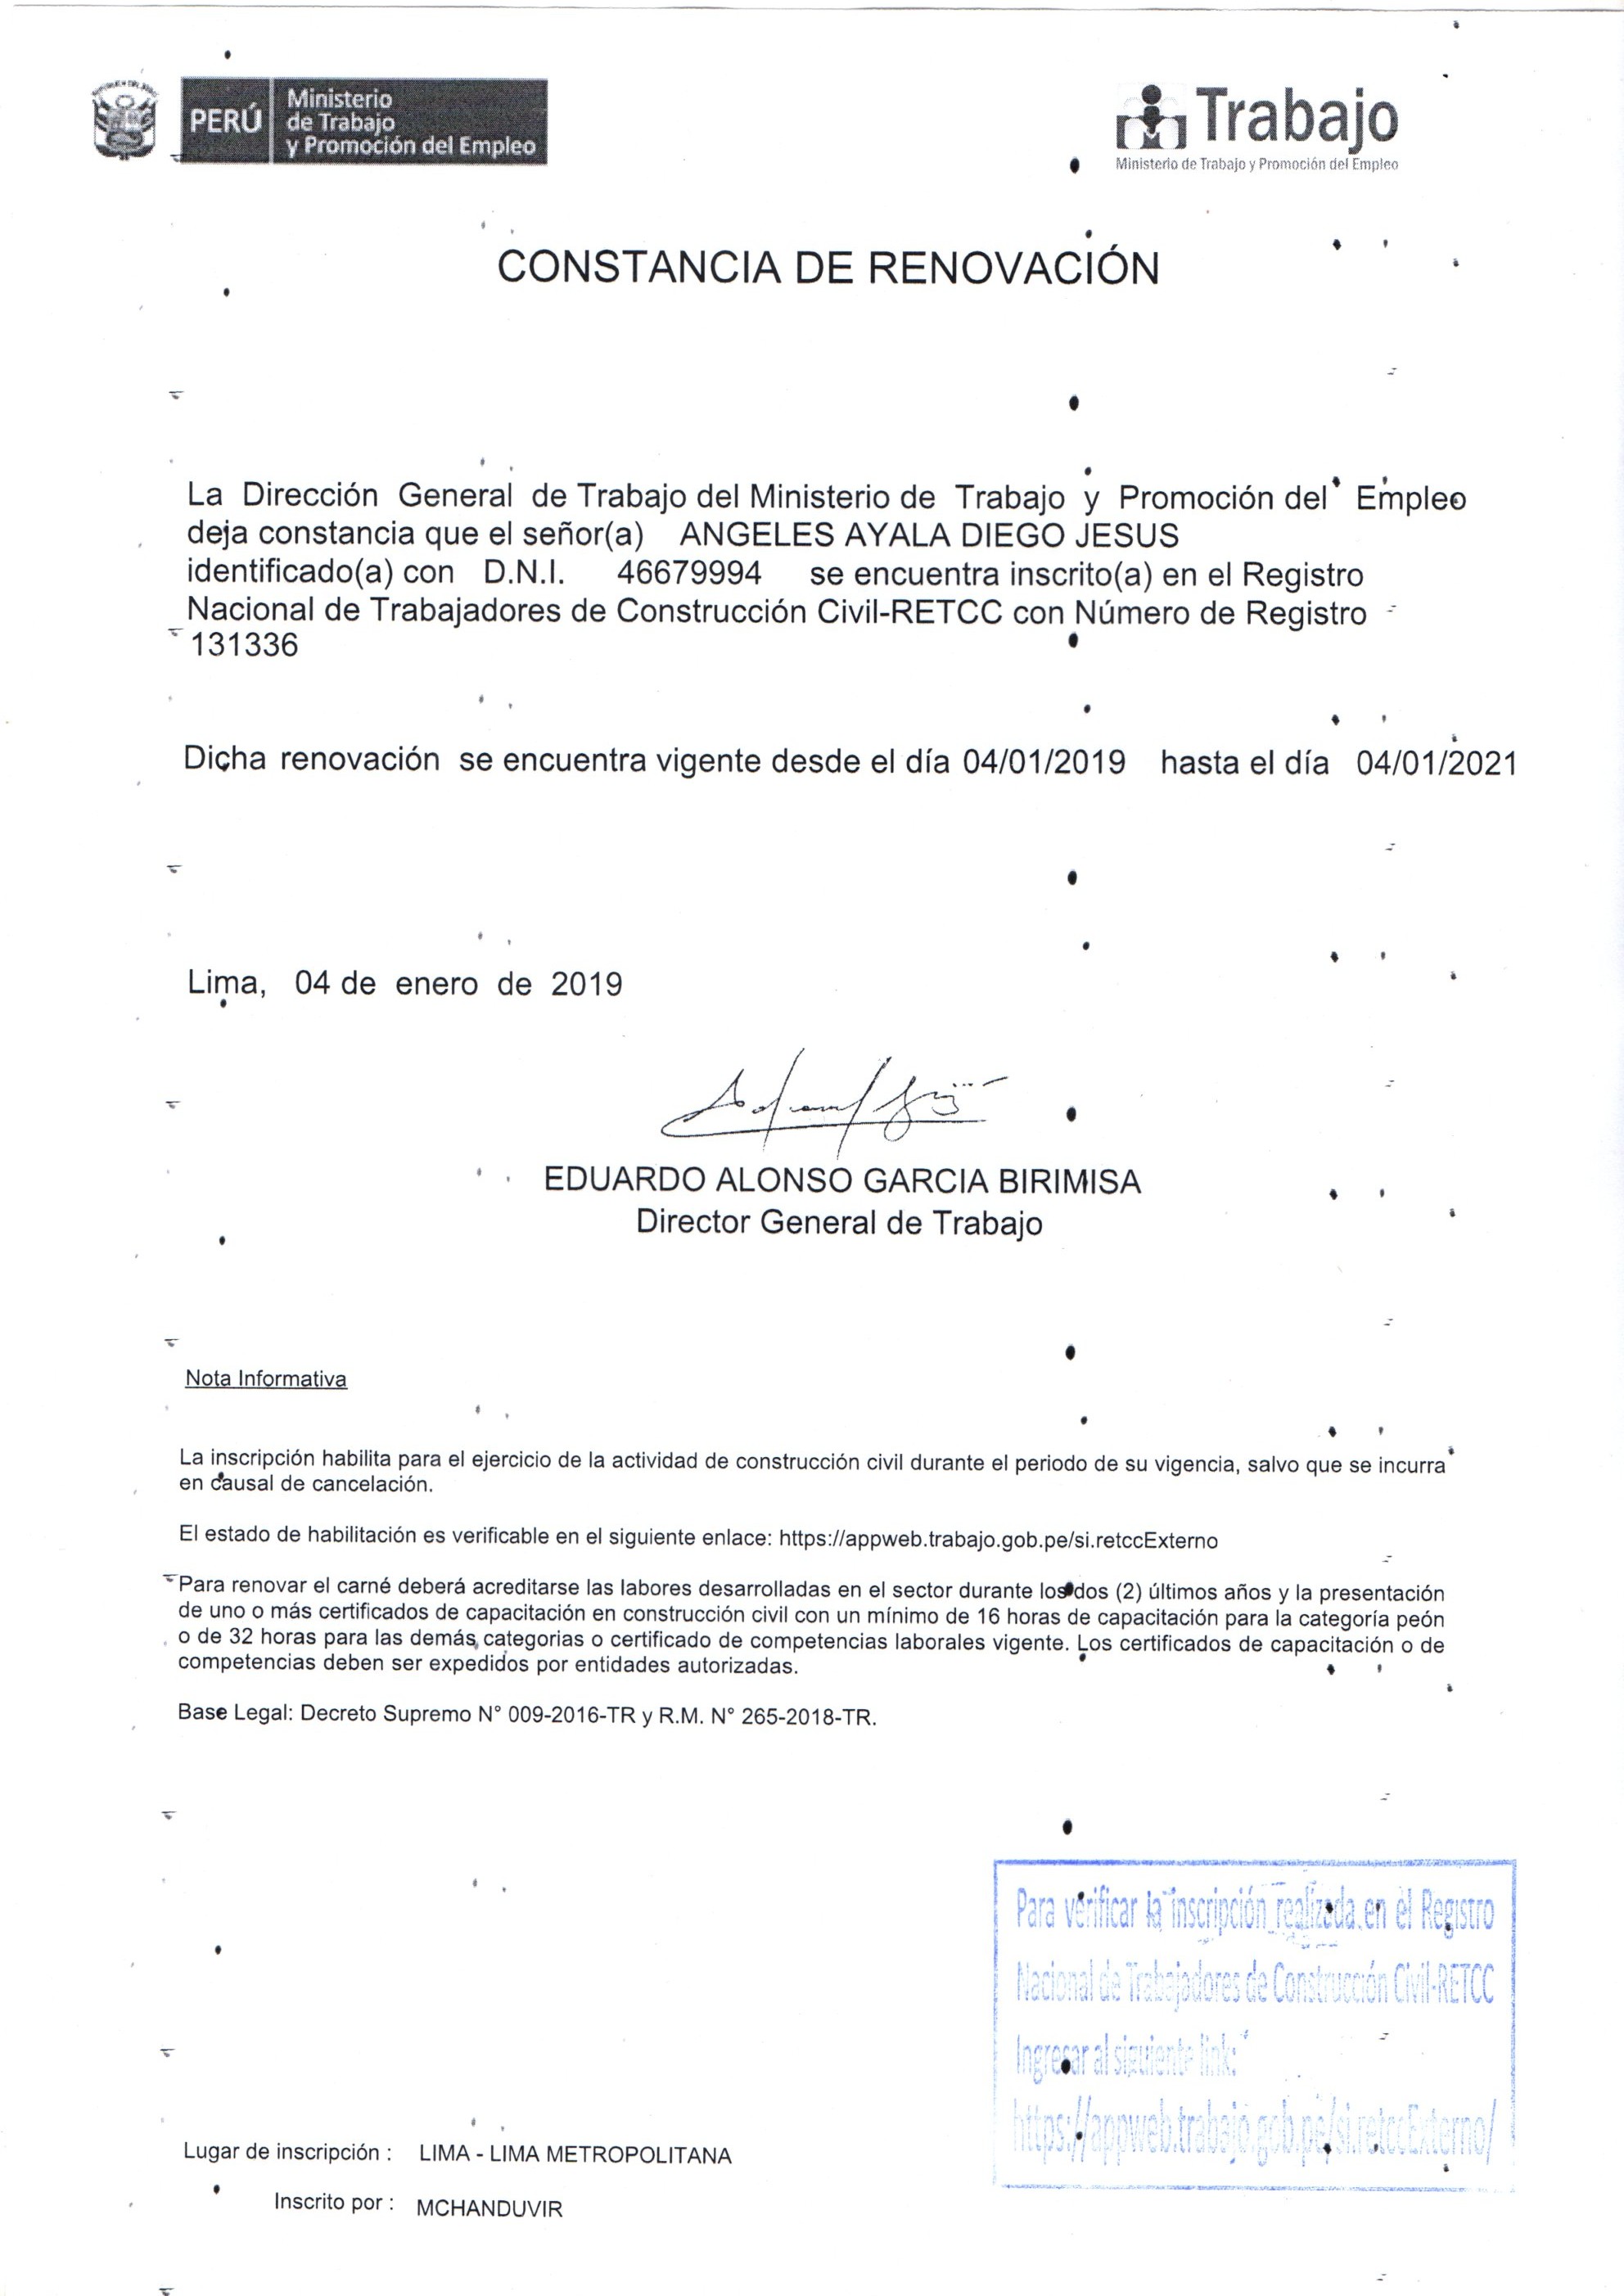 PERÚ
Ministerio
de Trabajo
y Promoción del Empleo
Trabajo
Ministerio de Trabajo y Promoción del Empleo
CONSTANCIA DE RENOVACIÓN
La Dirección General de Trabajo del Ministerio de Trabajo y Promoción del Empleo
deja constancia que el señor(a) ANGELES AYALA DIEGO JESUS
identificado(a) con D.N.I. 46679994 se encuentra inscrito(a) en el Registro
Nacional de Trabajadores de Construcción Civil-RETCC con Número de Registro
131336
Dicha renovación se encuentra vigente desde el día 04/01/2019 hasta el día 04/01/2021
Lima, 04 de enero de 2019
EDUARDO ALONSO GARCIA BIRIMISA
Director General de Trabajo
Nota Informativa
La inscripción habilita para el ejercicio de la actividad de construcción civil durante el periodo de su vigencia, salvo que se incurra
en causal de cancelación.
El estado de habilitación es verificable en el siguiente enlace: https://appweb.trabajo.gob.pe/si.retccExterno
Para renovar el carné deberá acreditarse las labores desarrolladas en el sector durante los dos (2) últimos años y la presentación
de uno o más certificados de capacitación en construcción civil con un mínimo de 16 horas de capacitación para la categoría peón
o de 32 horas para las demás categorias o certificado de competencias laborales vigente. Los certificados de capacitación o de
competencias deben ser expedidos por entidades autorizadas.
Base Legal: Decreto Supremo N° 009-2016-TR y R.M. N° 265-2018-TR.
Para verificar la inscripción realizada en el Registro
Nacional de Trabajadores de Construcción Civil-RETCC
Ingresar al siguiente link:
https://appweb.trabajo.gob.pe/si.retccExterno/
Lugar de inscripción : LIMA - LIMA METROPOLITANA
Inscrito por : MCHANDUVIR